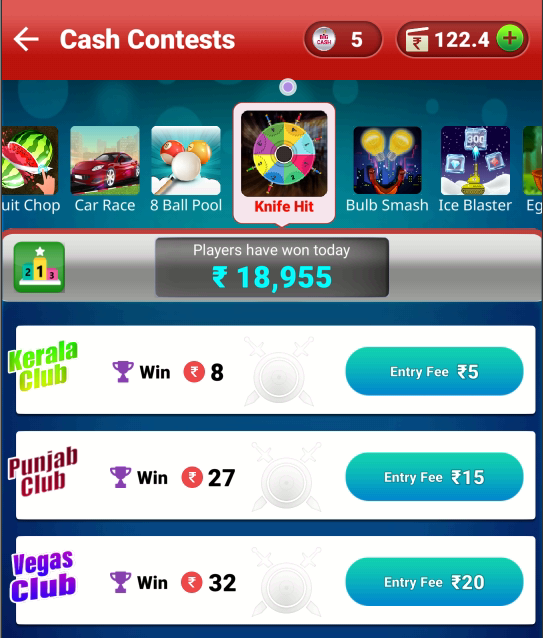 Cash Contests
CASH
5
₹ 122.4
uit Chop
Car Race
8 Ball Pool
Knife Hit
Bulb Smash
300
Ice Blaster
Eg
2 1 3
Players have won today
₹ 18,955
Kerala
Club
Win ₹ 8
Entry Fee ₹5
Punjab
Club
Win ₹ 27
Entry Fee ₹15
Vegas
Club
Win ₹ 32
Entry Fee ₹20